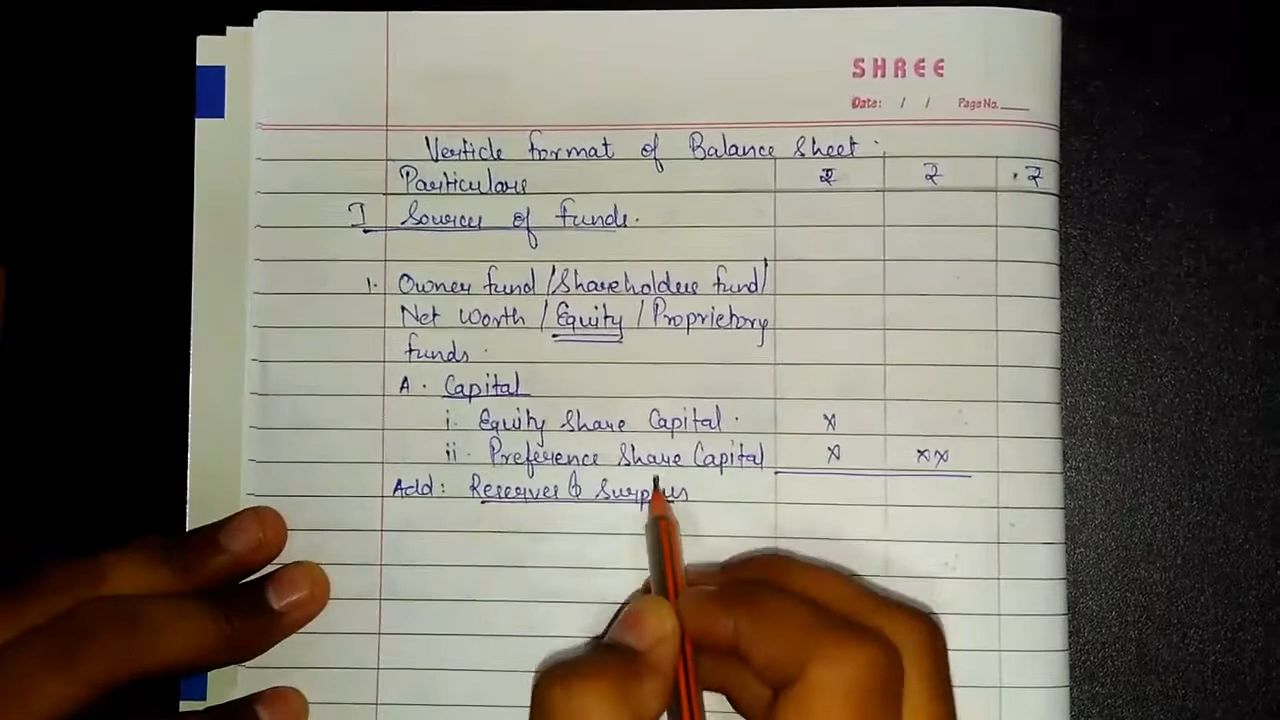 SHREE
Date: / / Page No.
Verticle format of Balance Sheet :
Particulars ₹ ₹ ₹
I Sources of funds.
1. Owner fund / Shareholders fund /
Net Worth / Equity / Proprietory
funds.
A. Capital
i. Equity Share Capital. x
ii. Preference Share Capital x xx
Add: Reserves & Surplus